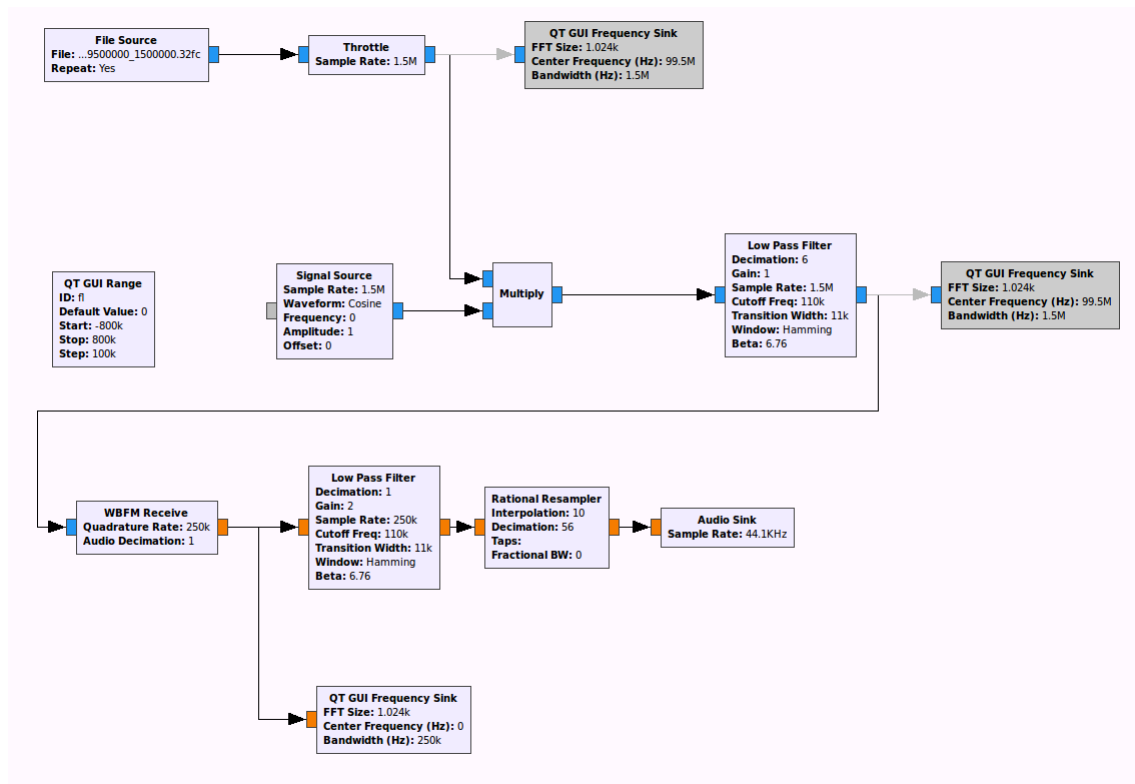 File Source
File: ...9500000_1500000.32fc
Repeat: Yes
Throttle
Sample Rate: 1.5M
QT GUI Frequency Sink
FFT Size: 1.024k
Center Frequency (Hz): 99.5M
Bandwidth (Hz): 1.5M
QT GUI Range
ID: fl
Default Value: 0
Start: -800k
Stop: 800k
Step: 100k
Signal Source
Sample Rate: 1.5M
Waveform: Cosine
Frequency: 0
Amplitude: 1
Offset: 0
Multiply
Low Pass Filter
Decimation: 6
Gain: 1
Sample Rate: 1.5M
Cutoff Freq: 110k
Transition Width: 11k
Window: Hamming
Beta: 6.76
QT GUI Frequency Sink
FFT Size: 1.024k
Center Frequency (Hz): 99.5M
Bandwidth (Hz): 1.5M
WBFM Receive
Quadrature Rate: 250k
Audio Decimation: 1
Low Pass Filter
Decimation: 1
Gain: 2
Sample Rate: 250k
Cutoff Freq: 110k
Transition Width: 11k
Window: Hamming
Beta: 6.76
Rational Resampler
Interpolation: 10
Decimation: 56
Taps:
Fractional BW: 0
Audio Sink
Sample Rate: 44.1KHz
QT GUI Frequency Sink
FFT Size: 1.024k
Center Frequency (Hz): 0
Bandwidth (Hz): 250k